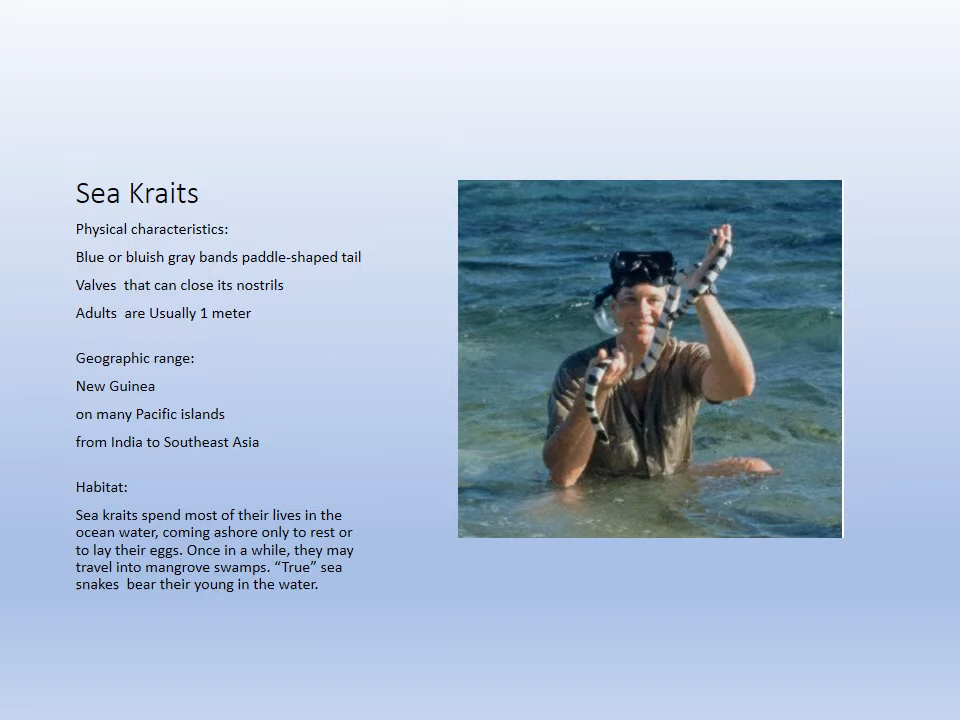 Sea Kraits
Physical characteristics:
Blue or bluish gray bands paddle-shaped tail
Valves  that can close its nostrils
Adults  are Usually 1 meter
Geographic range:
New Guinea
on many Pacific islands
from India to Southeast Asia
Habitat:
Sea kraits spend most of their lives in the
ocean water, coming ashore only to rest or
to lay their eggs. Once in a while, they may
travel into mangrove swamps. “True” sea
snakes  bear their young in the water.